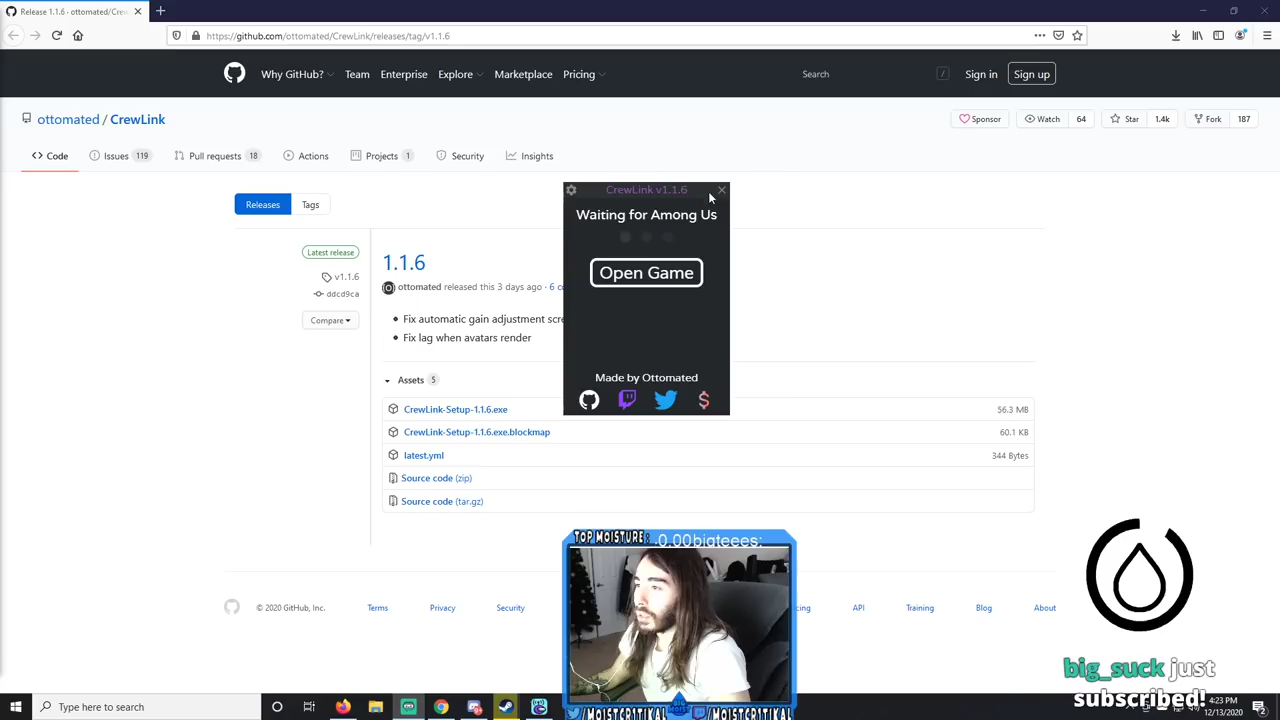 Release 1.1.6 · ottomated/Crew
https://github.com/ottomated/CrewLink/releases/tag/v1.1.6
Why GitHub? Team Enterprise Explore Marketplace Pricing Search / Sign in Sign up
ottomated / CrewLink Sponsor Watch 64 Star 1.4k Fork 187
Code Issues 119 Pull requests 18 Actions Projects 1 Security Insights
Releases Tags
CrewLink v1.1.6
Waiting for Among Us
Open Game
Made by Ottomated
Latest release
v1.1.6
ddcd9ca
Compare
1.1.6
ottomated released this 3 days ago · 6
Fix automatic gain adjustment
Fix lag when avatars render
Assets 5
CrewLink-Setup-1.1.6.exe 56.3 MB
CrewLink-Setup-1.1.6.exe.blockmap 60.1 KB
latest.yml 344 Bytes
Source code (zip)
Source code (tar.gz)
TOP MOISTURE: .0.00bigteees:
© 2020 GitHub, Inc. Terms Privacy Security API Training Blog About
big_suck just
subscribed!
/MOISTCRITIKAL /MOISTCRITIKAL
BIG MOIST
Type here to search
4:23 PM
12/13/2020
2